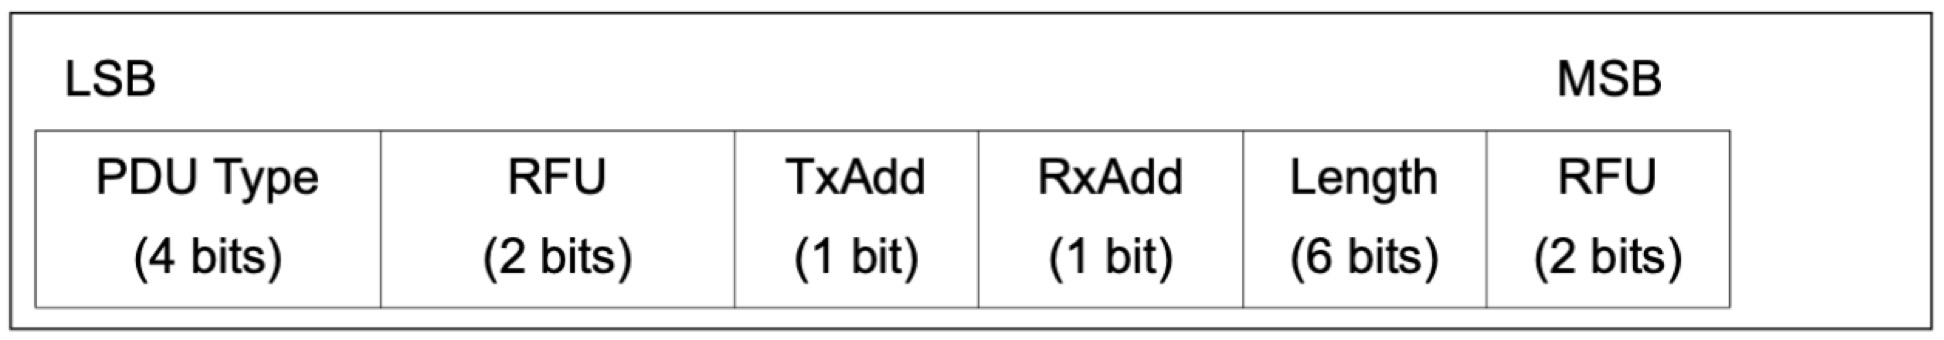 LSB MSB
PDU Type RFU TxAdd RxAdd Length RFU
(4 bits) (2 bits) (1 bit) (1 bit) (6 bits) (2 bits)